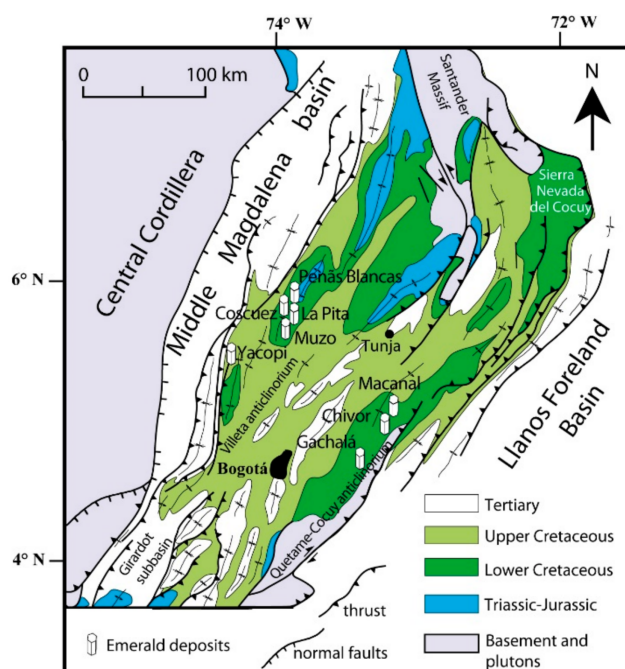 74° W
72° W
0
100 km
N
Santander
Massif
Sierra
Nevada
del Cocuy
Central Cordillera
Middle Magdalena basin
6° N
Penãs Blancas
Coscuez
La Pita
Muzo
Yacopi
Tunja
Macanal
Chivor
Gachalá
Villeta anticlinorium
Bogotá
Quetame-Cocuy anticlinorium
Llanos Foreland
Basin
4° N
Girardot
subbasin
Tertiary
Upper Cretaceous
Lower Cretaceous
Triassic-Jurassic
Basement and
plutons
thrust
normal faults
Emerald deposits